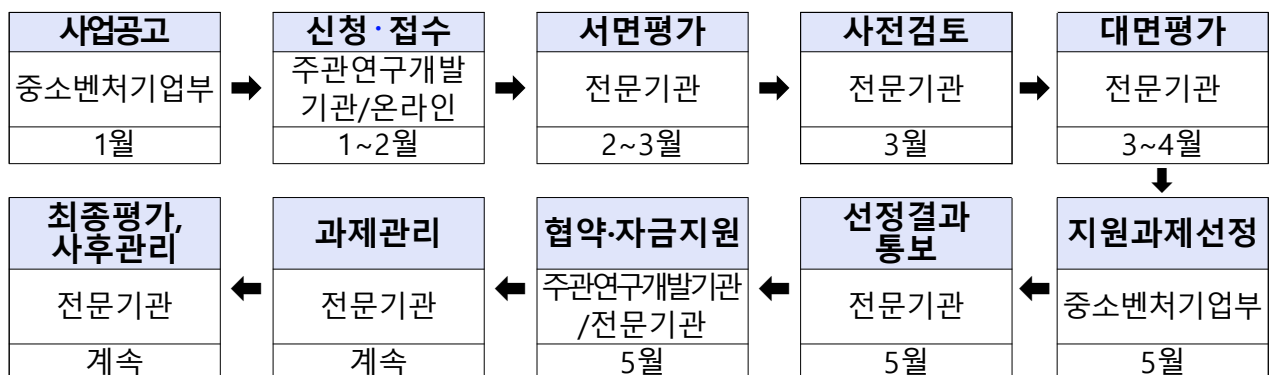 사업공고
중소벤처기업부
1월
신청·접수
주관연구개발
기관/온라인
1~2월
서면평가
전문기관
2~3월
사전검토
전문기관
3월
대면평가
전문기관
3~4월
지원과제선정
중소벤처기업부
5월
선정결과
통보
전문기관
5월
협약·자금지원
주관연구개발기관
/전문기관
5월
과제관리
전문기관
계속
최종평가,
사후관리
전문기관
계속